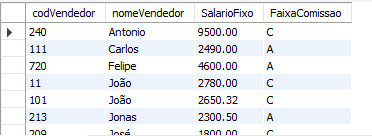 codVendedor nomeVendedor SalarioFixo FaixaComissao
240 Antonio 9500.00 C
111 Carlos 2490.00 A
720 Felipe 4600.00 A
11 João 2780.00 C
101 João 2650.32 C
213 Jonas 2300.50 A
209 José 1800.00 C